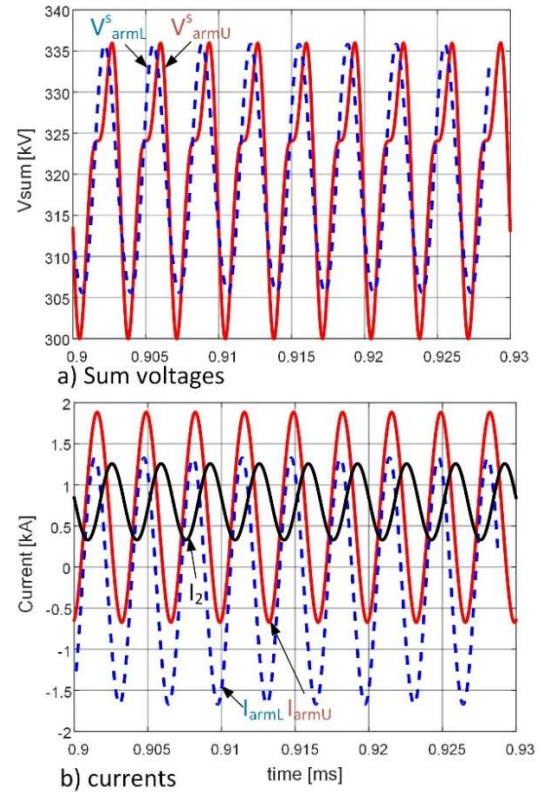 340
V^s_armL V^s_armU
335
330
325
320
315
310
305
300
Vsum [kV]
0.9 0.905 0.91 0.915 0.92 0.925 0.93
a) Sum voltages
2
1.5
1
0.5
0
-0.5
-1
-1.5
-2
Current [kA]
I_2
I_armL I_armU
0.9 0.905 0.91 0.915 0.92 0.925 0.93
b) currents time [ms]